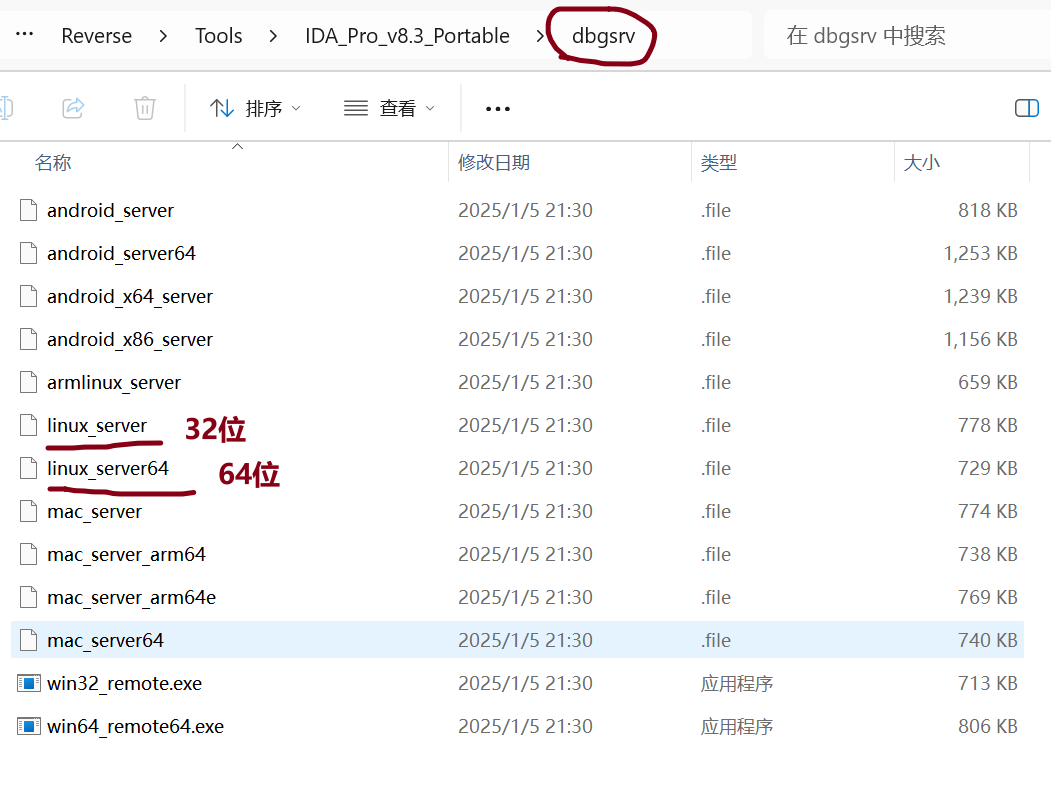 ··· Reverse > Tools > IDA_Pro_v8.3_Portable > dbgsrv 在 dbgsrv 中搜索
排序 查看 ···
名称 修改日期 类型 大小
android_server 2025/1/5 21:30 .file 818 KB
android_server64 2025/1/5 21:30 .file 1,253 KB
android_x64_server 2025/1/5 21:30 .file 1,239 KB
android_x86_server 2025/1/5 21:30 .file 1,156 KB
armlinux_server 2025/1/5 21:30 .file 659 KB
linux_server 32位 2025/1/5 21:30 .file 778 KB
linux_server64 64位 2025/1/5 21:30 .file 729 KB
mac_server 2025/1/5 21:30 .file 774 KB
mac_server_arm64 2025/1/5 21:30 .file 738 KB
mac_server_arm64e 2025/1/5 21:30 .file 769 KB
mac_server64 2025/1/5 21:30 .file 740 KB
win32_remote.exe 2025/1/5 21:30 应用程序 713 KB
win64_remote64.exe 2025/1/5 21:30 应用程序 806 KB